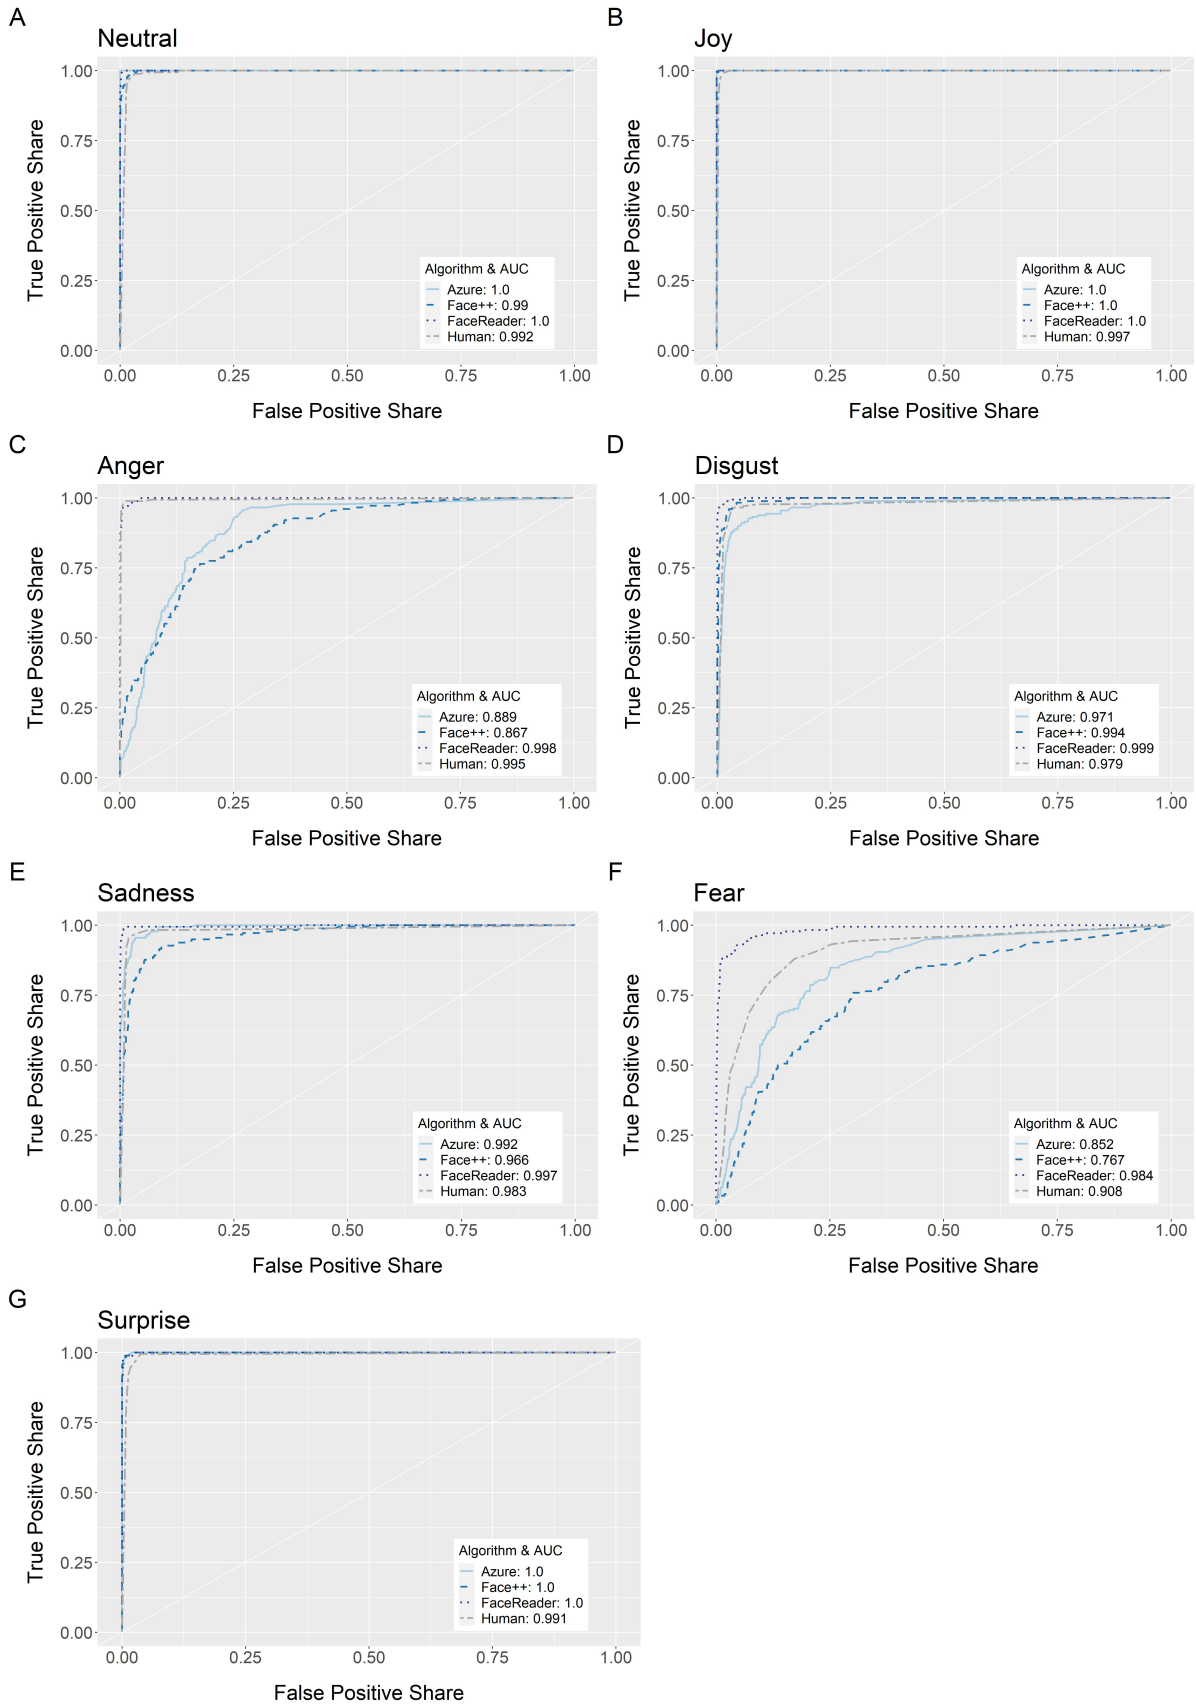 A
Neutral
True Positive Share
1.00
0.75
0.50
0.25
0.00
Algorithm & AUC
Azure: 1.0
Face++: 0.99
FaceReader: 1.0
Human: 0.992
0.00 0.25 0.50 0.75 1.00
False Positive Share
B
Joy
True Positive Share
1.00
0.75
0.50
0.25
0.00
Algorithm & AUC
Azure: 1.0
Face++: 1.0
FaceReader: 1.0
Human: 0.997
0.00 0.25 0.50 0.75 1.00
False Positive Share
C
Anger
True Positive Share
1.00
0.75
0.50
0.25
0.00
Algorithm & AUC
Azure: 0.889
Face++: 0.867
FaceReader: 0.998
Human: 0.995
0.00 0.25 0.50 0.75 1.00
False Positive Share
D
Disgust
True Positive Share
1.00
0.75
0.50
0.25
0.00
Algorithm & AUC
Azure: 0.971
Face++: 0.994
FaceReader: 0.999
Human: 0.979
0.00 0.25 0.50 0.75 1.00
False Positive Share
E
Sadness
True Positive Share
1.00
0.75
0.50
0.25
0.00
Algorithm & AUC
Azure: 0.992
Face++: 0.966
FaceReader: 0.997
Human: 0.983
0.00 0.25 0.50 0.75 1.00
False Positive Share
F
Fear
True Positive Share
1.00
0.75
0.50
0.25
0.00
Algorithm & AUC
Azure: 0.852
Face++: 0.767
FaceReader: 0.984
Human: 0.908
0.00 0.25 0.50 0.75 1.00
False Positive Share
G
Surprise
True Positive Share
1.00
0.75
0.50
0.25
0.00
Algorithm & AUC
Azure: 1.0
Face++: 1.0
FaceReader: 1.0
Human: 0.991
0.00 0.25 0.50 0.75 1.00
False Positive Share